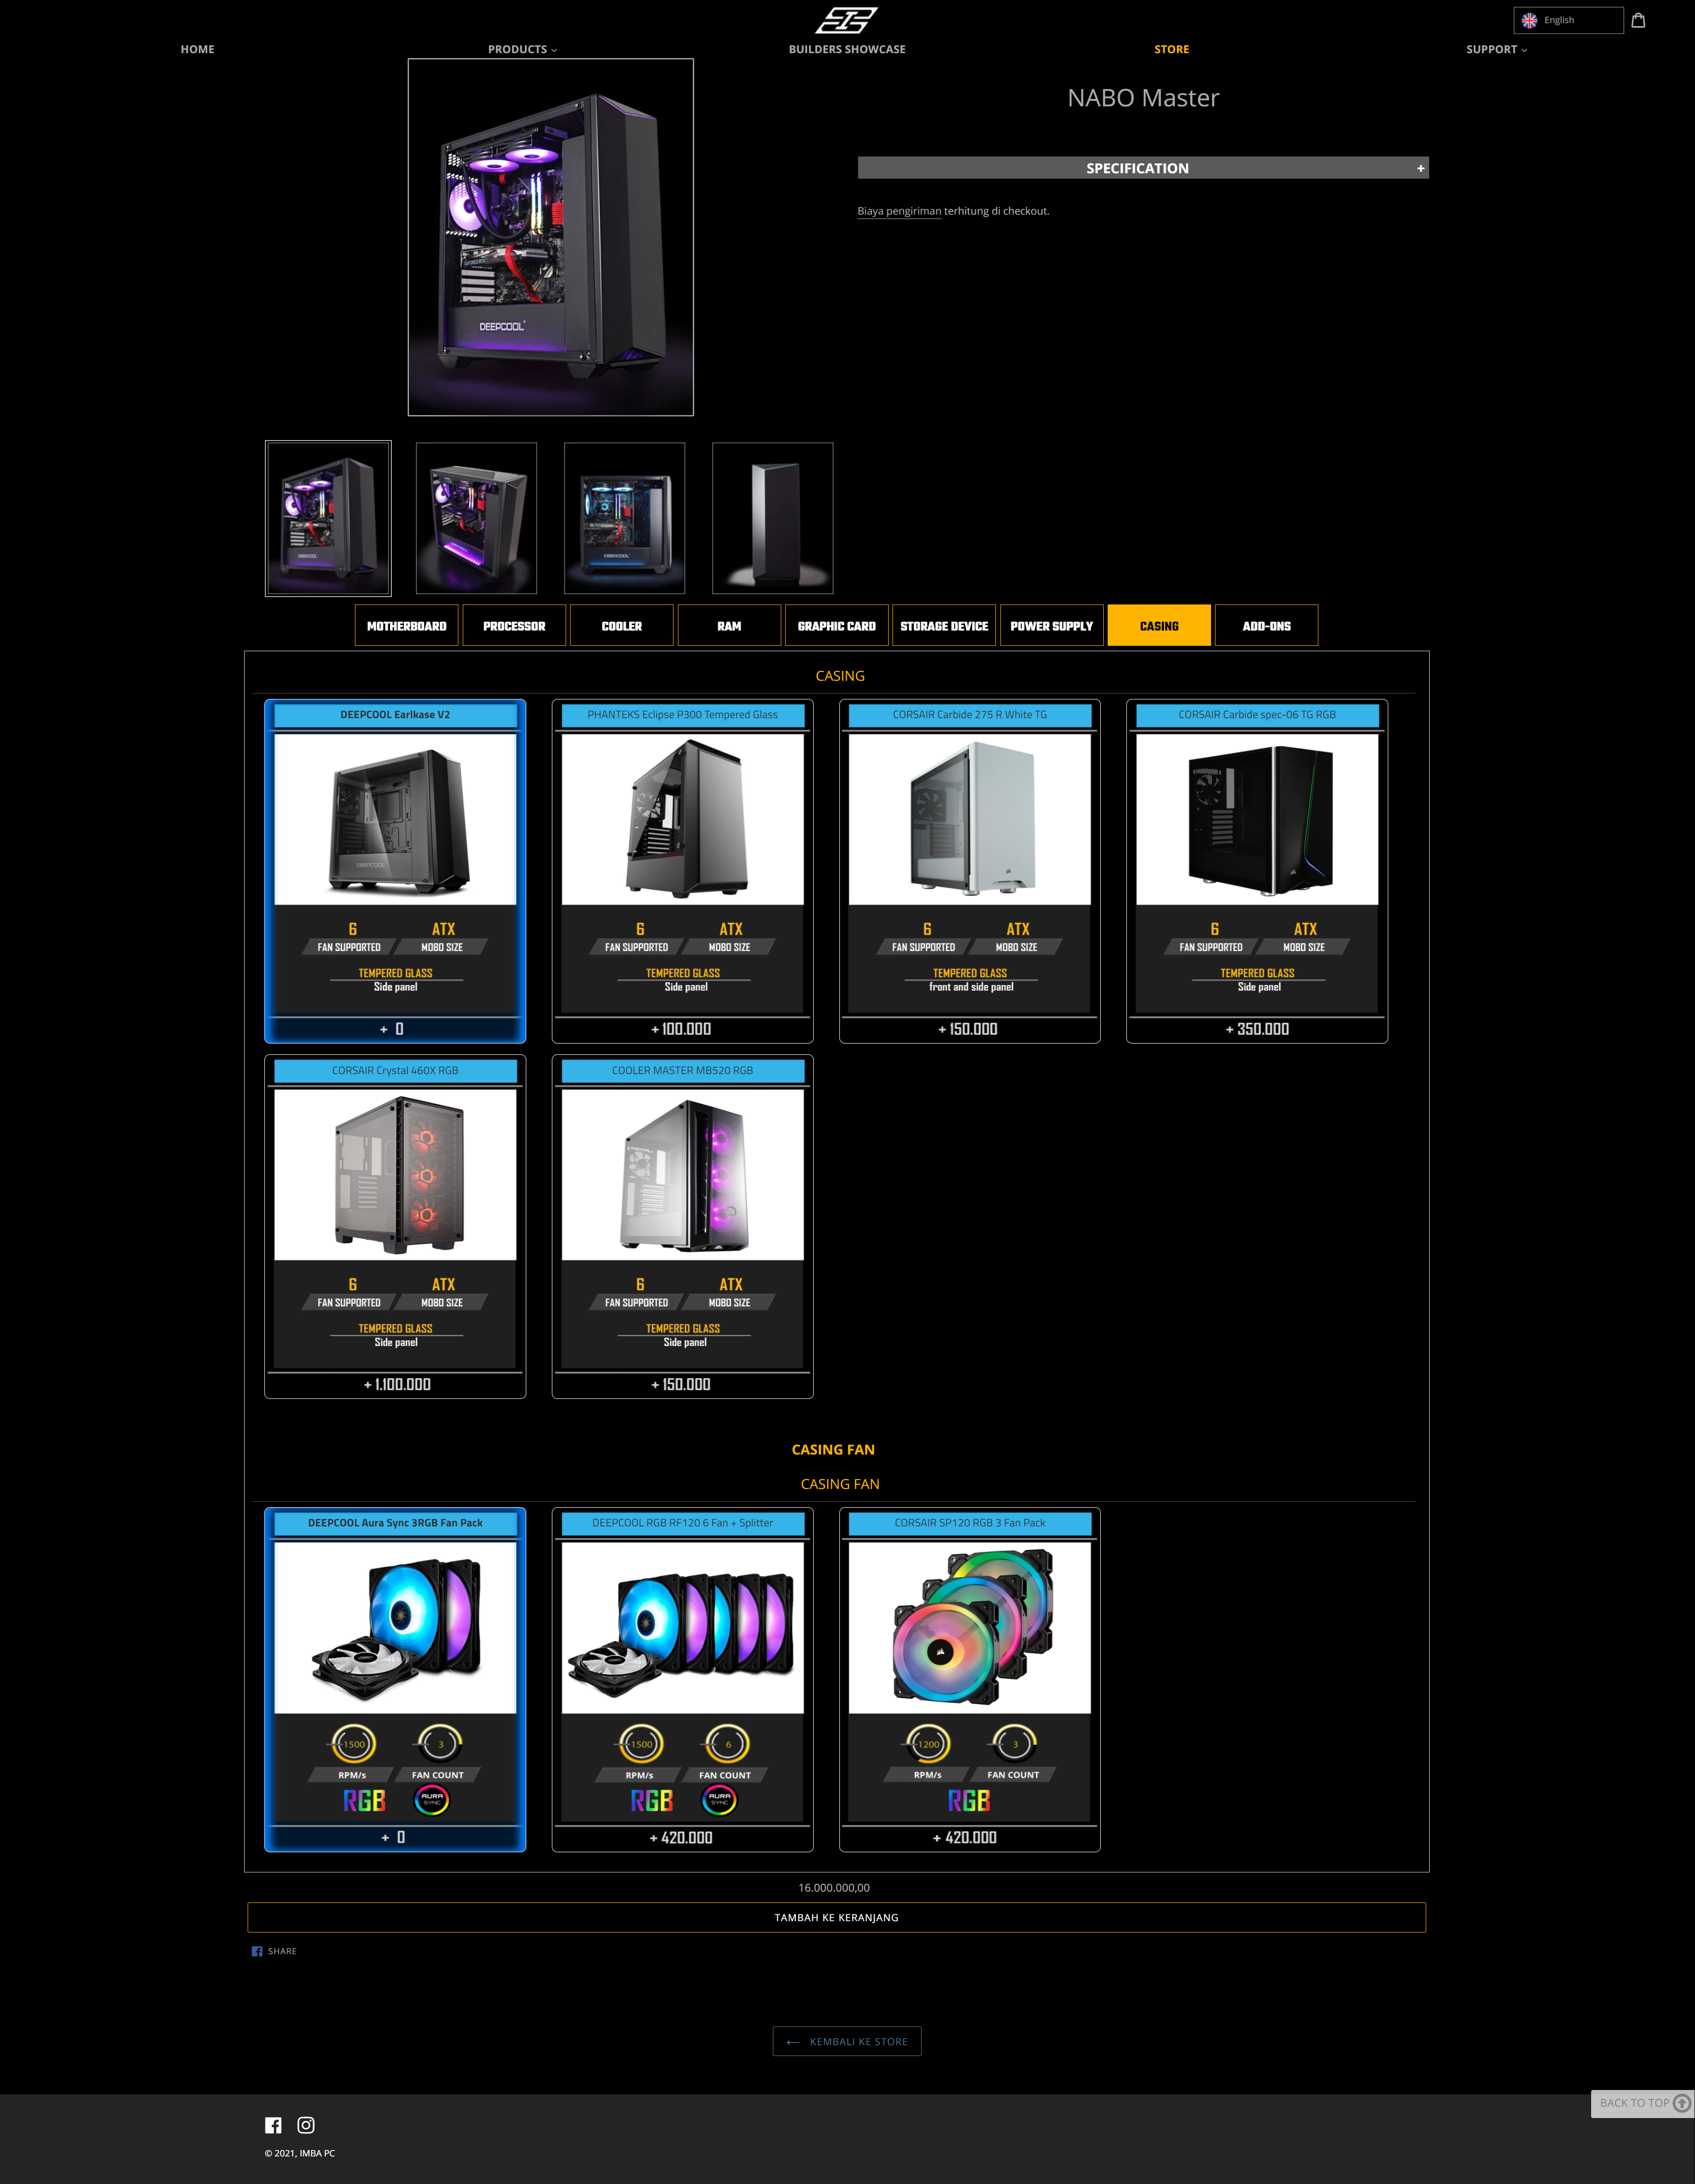 English
HOME
PRODUCTS
BUILDERS SHOWCASE
STORE
SUPPORT
NABO Master
SPECIFICATION +
Biaya pengiriman terhitung di checkout.
DEEPCOOL
DEEPCOOL
DEEPCOOL
MOTHERBOARD
PROCESSOR
COOLER
RAM
GRAPHIC CARD
STORAGE DEVICE
POWER SUPPLY
CASING
ADD-ONS
CASING
DEEPCOOL Earlkase V2
DEEPCOOL
6 ATX
FAN SUPPORTED MOBO SIZE
TEMPERED GLASS
Side panel
+ 0
PHANTEKS Eclipse P300 Tempered Glass
6 ATX
FAN SUPPORTED MOBO SIZE
TEMPERED GLASS
Side panel
+ 100.000
CORSAIR Carbide 275 R White TG
6 ATX
FAN SUPPORTED MOBO SIZE
TEMPERED GLASS
front and side panel
+ 150.000
CORSAIR Carbide spec-06 TG RGB
6 ATX
FAN SUPPORTED MOBO SIZE
TEMPERED GLASS
Side panel
+ 350.000
CORSAIR Crystal 460X RGB
6 ATX
FAN SUPPORTED MOBO SIZE
TEMPERED GLASS
Side panel
+ 1.100.000
COOLER MASTER MB520 RGB
6 ATX
FAN SUPPORTED MOBO SIZE
TEMPERED GLASS
Side panel
+ 150.000
CASING FAN
CASING FAN
DEEPCOOL Aura Sync 3RGB Fan Pack
1500 3
RPM/s FAN COUNT
RGB AURA SYNC
+ 0
DEEPCOOL RGB RF120 6 Fan + Splitter
1500 6
RPM/s FAN COUNT
RGB AURA SYNC
+ 420.000
CORSAIR SP120 RGB 3 Fan Pack
1200 3
RPM/s FAN COUNT
RGB
+ 420.000
16.000.000,00
TAMBAH KE KERANJANG
SHARE
KEMBALI KE STORE
BACK TO TOP
© 2021, IMBA PC